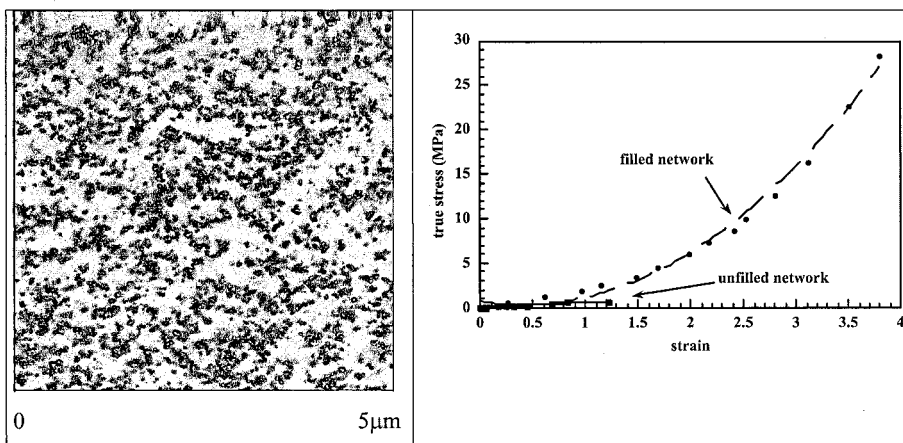 0 5μm
30
25
20
15
10
5
0
true stress (MPa)
filled network
unfilled network
0 0.5 1 1.5 2 2.5 3 3.5 4
strain